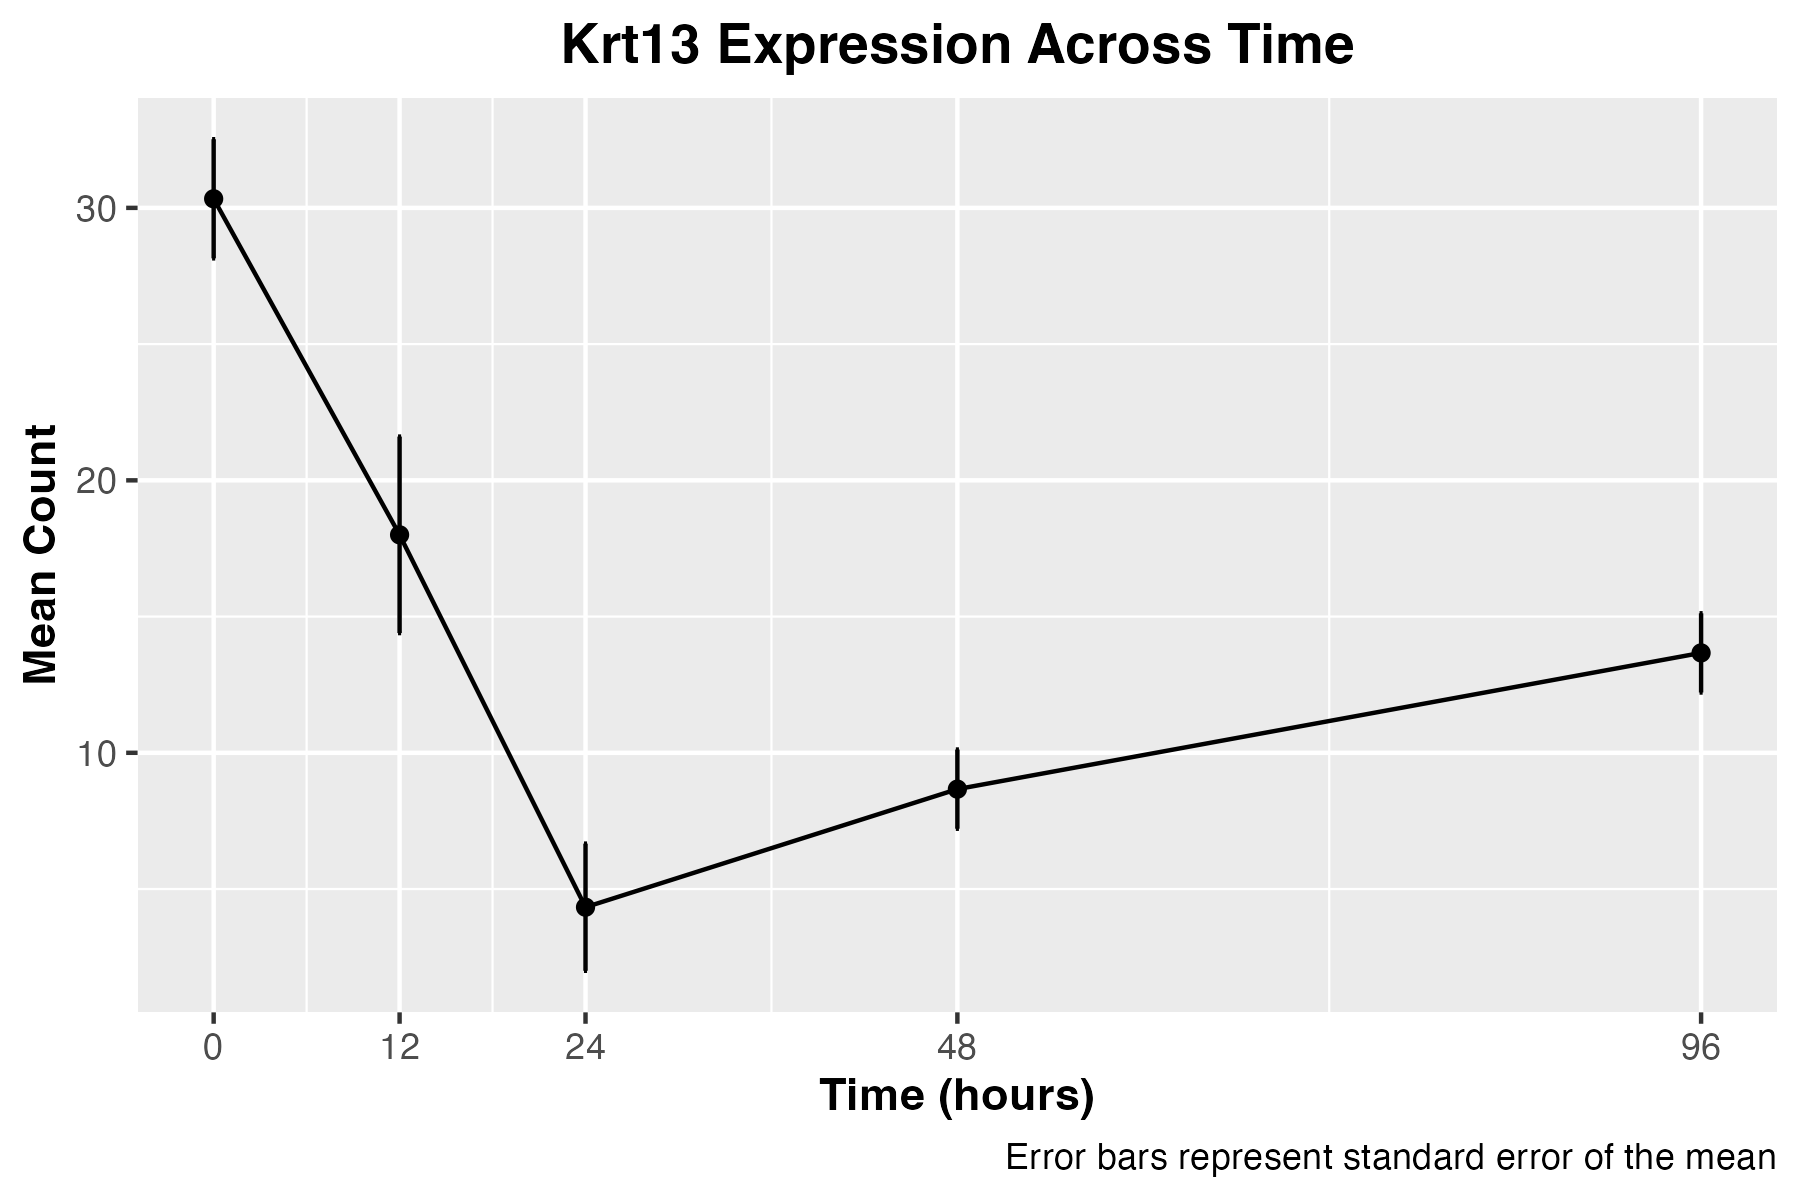 Krt13 Expression Across Time
Mean Count
30
20
10
0 12 24 48 96
Time (hours)
Error bars represent standard error of the mean